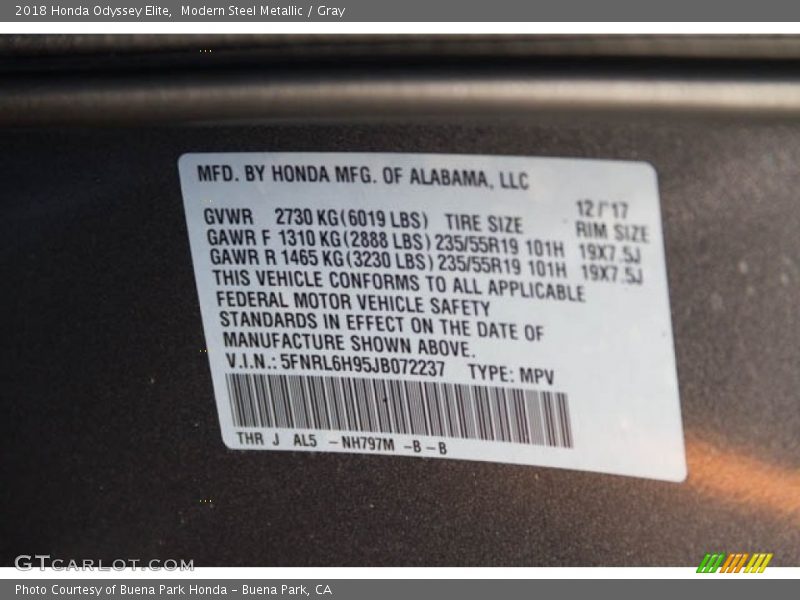 2018 Honda Odyssey Elite,  Modern Steel Metallic / Gray
MFD. BY HONDA MFG. OF ALABAMA, LLC
12/'17
GVWR 2730 KG(6019 LBS) TIRE SIZE RIM SIZE
GAWR F 1310 KG(2888 LBS) 235/55R19 101H 19X7.5J
GAWR R 1465 KG(3230 LBS) 235/55R19 101H 19X7.5J
THIS VEHICLE CONFORMS TO ALL APPLICABLE
FEDERAL MOTOR VEHICLE SAFETY
STANDARDS IN EFFECT ON THE DATE OF
MANUFACTURE SHOWN ABOVE.
V.I.N.: 5FNRL6H95JB072237 TYPE: MPV
THR J AL5 -NH797M -B-B
GTCARLOT.COM
Photo Courtesy of Buena Park Honda - Buena Park, CA